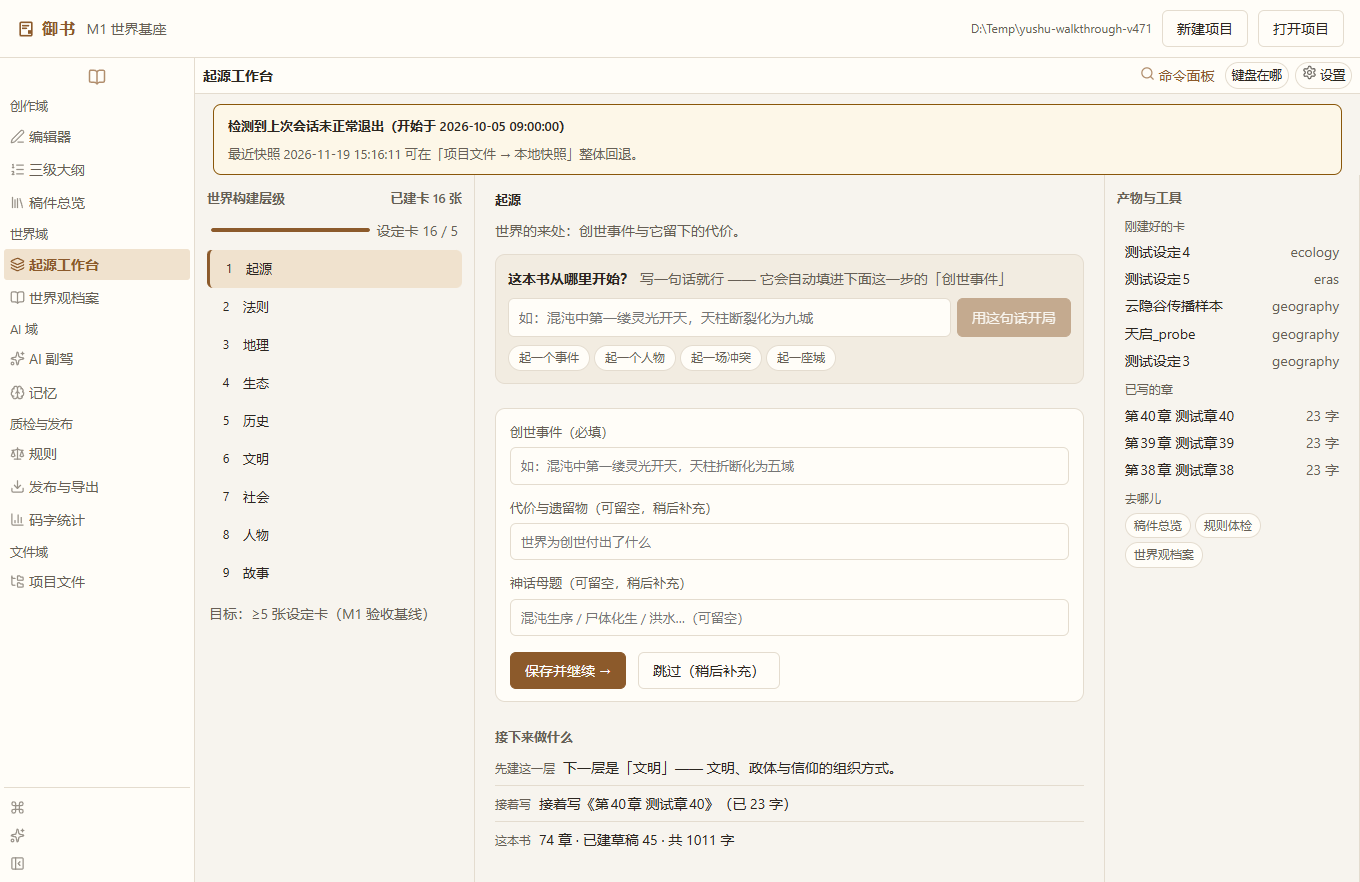 御书 M1 世界基座
D:\Temp\yushu-walkthrough-v471 新建项目 打开项目
创作域
编辑器
三级大纲
稿件总览
世界域
起源工作台
世界观档案
AI 域
AI 副驾
记忆
质检与发布
规则
发布与导出
码字统计
文件域
项目文件
起源工作台
命令面板 键盘在哪 设置
检测到上次会话未正常退出（开始于 2026-10-05 09:00:00）
最近快照 2026-11-19 15:16:11 可在「项目文件 → 本地快照」整体回退。
世界构建层级 已建卡 16 张
设定卡 16 / 5
1 起源
2 法则
3 地理
4 生态
5 历史
6 文明
7 社会
8 人物
9 故事
目标：≥5 张设定卡（M1 验收基线）
起源
世界的来处：创世事件与它留下的代价。
这本书从哪里开始？ 写一句话就行 —— 它会自动填进下面这一步的「创世事件」
如：混沌中第一缕灵光开天，天柱断裂化为九城 用这句话开局
起一个事件 起一个人物 起一场冲突 起一座城
创世事件（必填）
如：混沌中第一缕灵光开天，天柱折断化为五域
代价与遗留物（可留空，稍后补充）
世界为创世付出了什么
神话母题（可留空，稍后补充）
混沌生序 / 尸体化生 / 洪水…（可留空）
保存并继续 → 跳过（稍后补充）
接下来做什么
先建这一层 下一层是「文明」—— 文明、政体与信仰的组织方式。
接着写 接着写《第40章 测试章40》（已 23 字）
这本书 74 章 · 已建草稿 45 · 共 1011 字
产物与工具
刚建好的卡
测试设定4 ecology
测试设定5 eras
云隐谷传播样本 geography
天启_probe geography
测试设定3 geography
已写的章
第40章 测试章40 23 字
第39章 测试章39 23 字
第38章 测试章38 23 字
去哪儿
稿件总览 规则体检
世界观档案